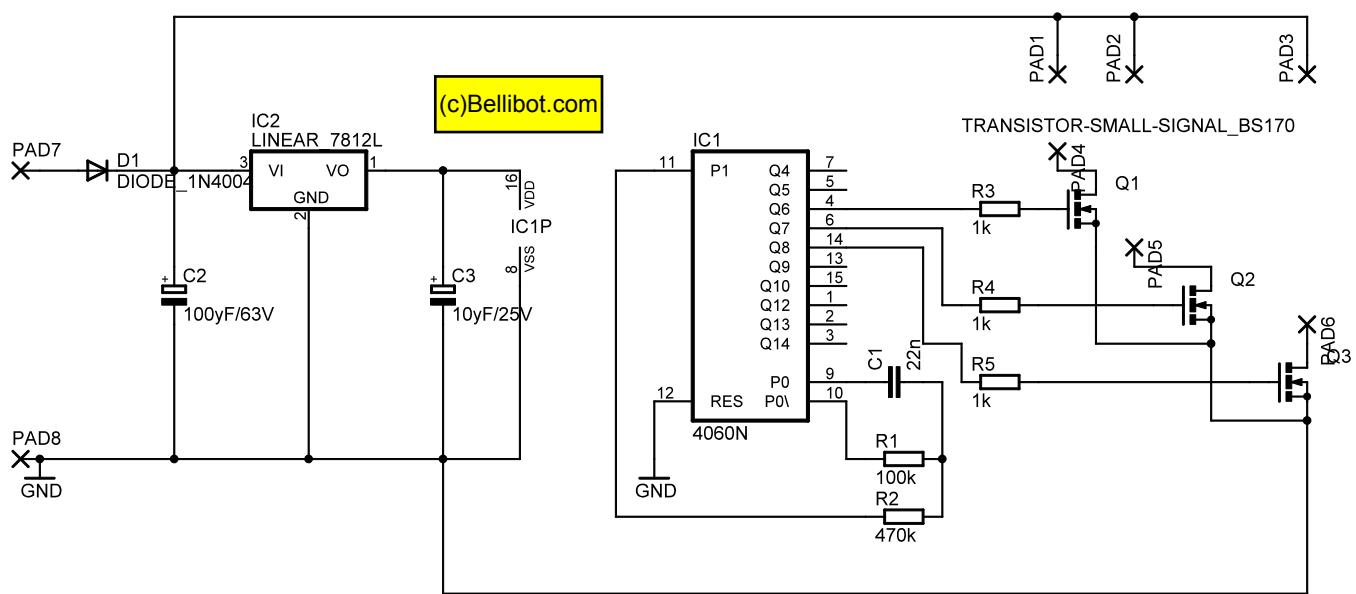 PAD1
PAD2
PAD3
(c)Bellibot.com
IC2
LINEAR_7812L
PAD7
D1
DIODE_1N4004
3
VI
VO
1
GND
2
16
VDD
IC1P
8
VSS
C2
+
100yF/63V
C3
+
10yF/25V
PAD8
GND
IC1
11
P1
Q4
7
Q5
5
Q6
4
Q7
6
Q8
14
Q9
13
Q10
15
Q12
1
Q13
2
Q14
3
P0
9
12
RES
P0\
10
4060N
GND
C1
22n
R1
100k
R2
470k
TRANSISTOR-SMALL-SIGNAL_BS170
PAD4
Q1
R3
1k
PAD5
Q2
R4
1k
PAD6
Q3
R5
1k